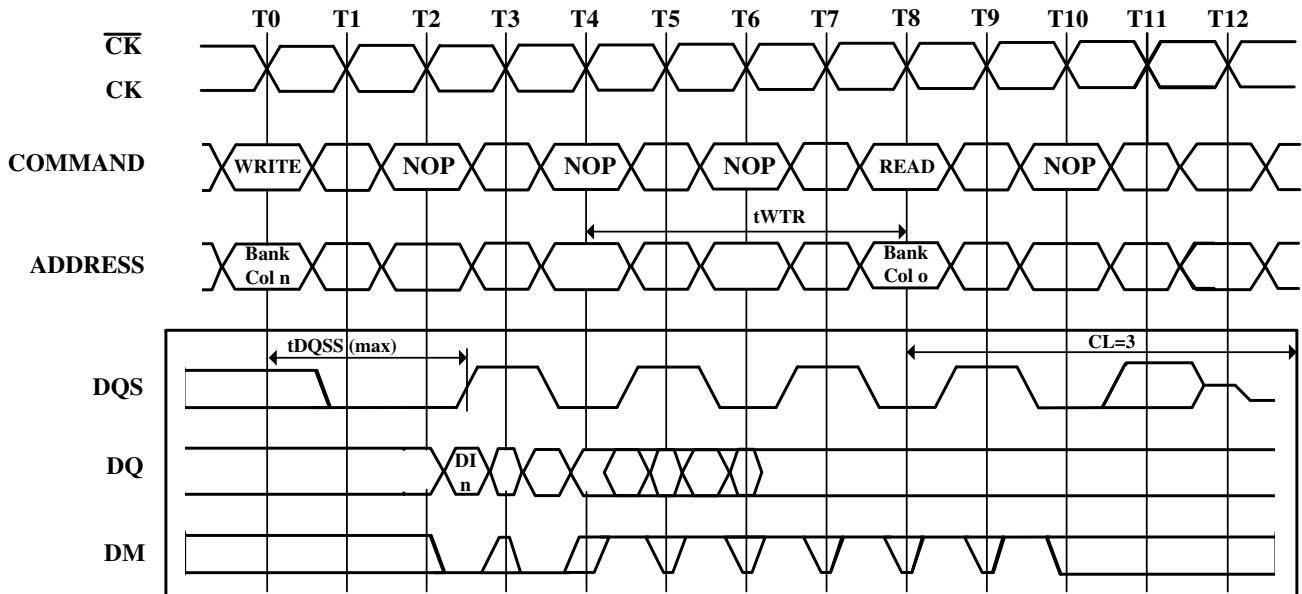 T0 T1 T2 T3 T4 T5 T6 T7 T8 T9 T10 T11 T12
CK
CK
COMMAND WRITE NOP NOP NOP READ NOP
tWTR
ADDRESS Bank Col n Bank Col o
tDQSS (max) CL=3
DQS
DQ DI n
DM